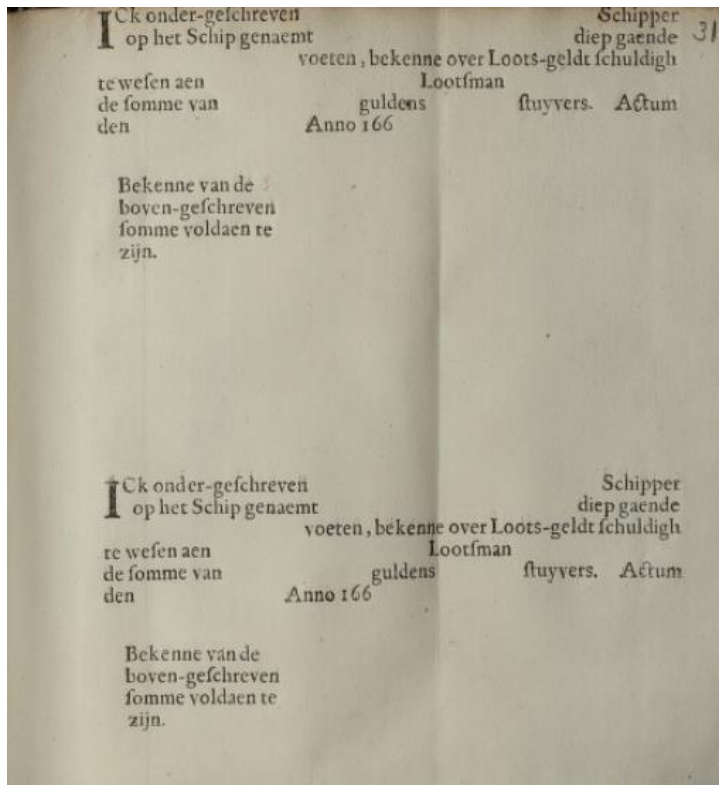 ICk onder-geſchreven Schipper
op het Schip genaemt diep gaende 31
voeten, bekenne over Loots-geldt ſchuldigh
te weſen aen Lootſman
de ſomme van guldens ſtuyvers. Actum
den Anno 166
Bekenne van de
boven-geſchreven
ſomme voldaen te
zijn.
ICk onder-geſchreven Schipper
op het Schip genaemt diep gaende
voeten, bekenne over Loots-geldt ſchuldigh
te weſen aen Lootſman
de ſomme van guldens ſtuyvers. Actum
den Anno 166
Bekenne van de
boven-geſchreven
ſomme voldaen te
zijn.